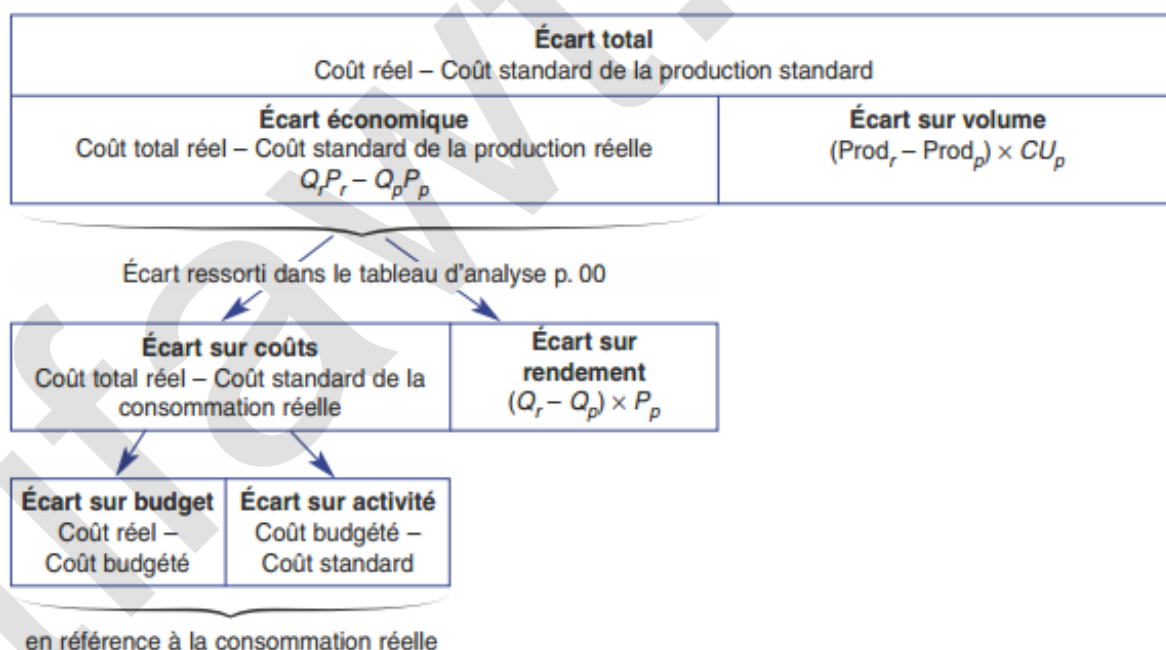 Écart total
Coût réel – Coût standard de la production standard
Écart économique
Coût total réel – Coût standard de la production réelle
QᵣPᵣ – QₚPₚ
Écart sur volume
(Prodᵣ – Prodₚ) × CUₚ
Écart ressorti dans le tableau d'analyse p. 00
Écart sur coûts
Coût total réel – Coût standard de la
consommation réelle
Écart sur
rendement
(Qᵣ – Qₚ) × Pₚ
Écart sur budget
Coût réel –
Coût budgété
Écart sur activité
Coût budgété –
Coût standard
en référence à la consommation réelle